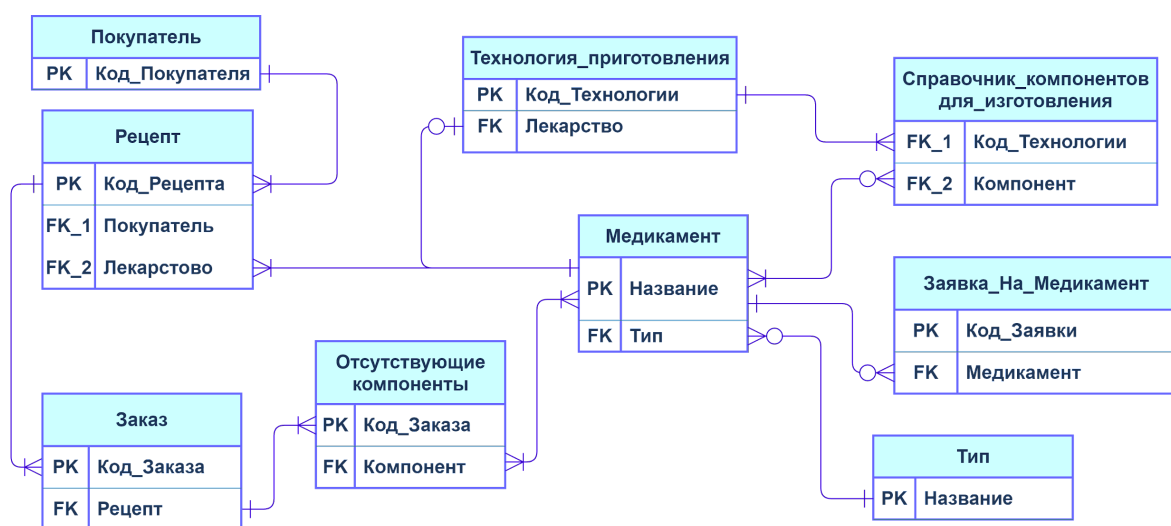 Покупатель
PK Код_Покупателя
Рецепт
PK Код_Рецепта
FK_1 Покупатель
FK_2 Лекарстово
Технология_приготовления
PK Код_Технологии
FK Лекарство
Справочник_компонентов
для_изготовления
FK_1 Код_Технологии
FK_2 Компонент
Медикамент
PK Название
FK Тип
Заявка_На_Медикамент
PK Код_Заявки
FK Медикамент
Отсутствующие
компоненты
PK Код_Заказа
FK Компонент
Заказ
PK Код_Заказа
FK Рецепт
Тип
PK Название